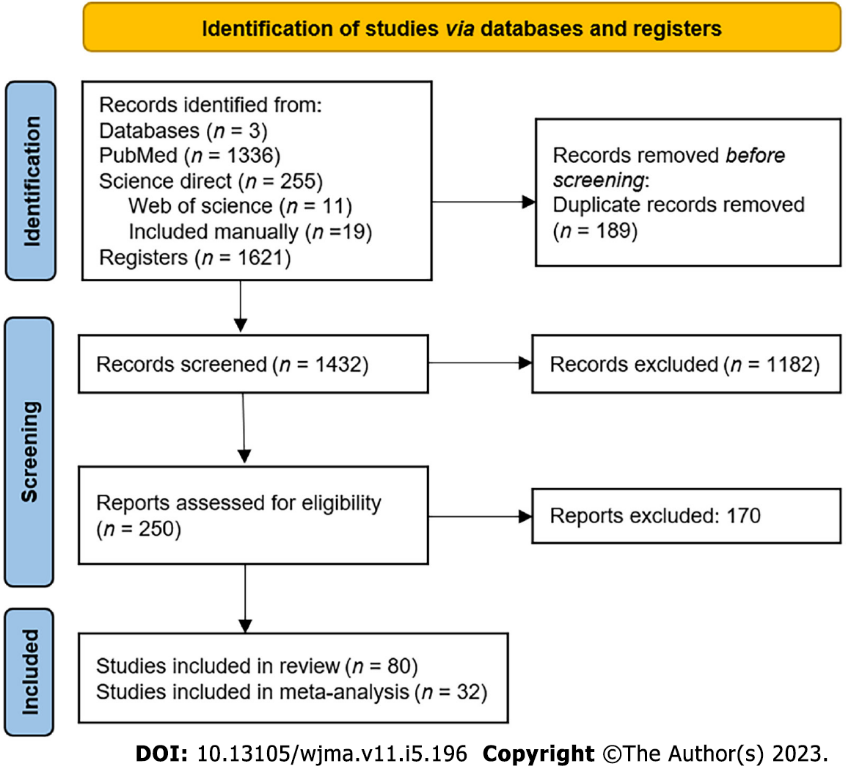 Identification of studies via databases and registers
Identification
Records identified from:
Databases (n = 3)
PubMed (n = 1336)
Science direct (n = 255)
Web of science (n = 11)
Included manually (n =19)
Registers (n = 1621)
Records removed before
screening:
Duplicate records removed
(n = 189)
Screening
Records screened (n = 1432)
Records excluded (n = 1182)
Reports assessed for eligibility
(n = 250)
Reports excluded: 170
Included
Studies included in review (n = 80)
Studies included in meta-analysis (n = 32)
DOI: 10.13105/wjma.v11.i5.196 Copyright ©The Author(s) 2023.